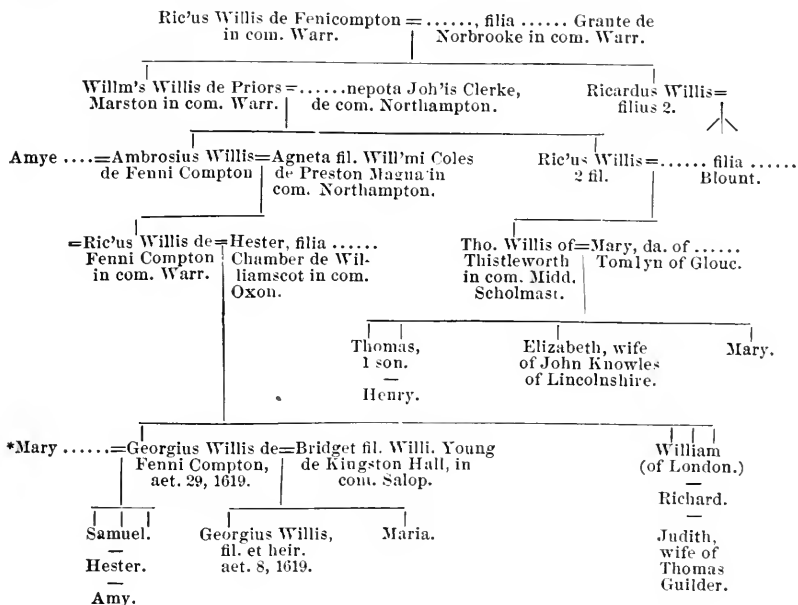 Ric'us Willis de Fenicompton = ......, filia ...... Grante de
in com. Warr. Norbrooke in com. Warr.
Willm's Willis de Priors = ......nepota Joh'is Clerke, Ricardus Willis=
Marston in com. Warr. de com. Northampton. filius 2.
Amye ....=Ambrosius Willis=Agneta fil. Will'mi Coles Ric'us Willis=...... filia ......
de Fenni Compton de Preston Magna in 2 fil. Blount.
com. Northampton.
=Ric'us Willis de=Hester, filia ...... Tho. Willis of=Mary, da. of ......
Fenni Compton Chamber de Wil- Thistleworth Tomlyn of Glouc.
in com. Warr. liamscot in com. in com. Midd.
Oxon. Scholmast.
Thomas, Elizabeth, wife Mary.
1 son. of John Knowles
— of Lincolnshire.
Henry.
*Mary ......=Georgius Willis de=Bridget fil. Willi. Young William
Fenni Compton, de Kingston Hall, in (of London.)
aet. 29, 1619. com. Salop. —
Richard.
Samuel. Georgius Willis, Maria. —
— fil. et heir. Judith,
Hester. aet. 8, 1619. wife of
— Thomas
Amy. Guilder.